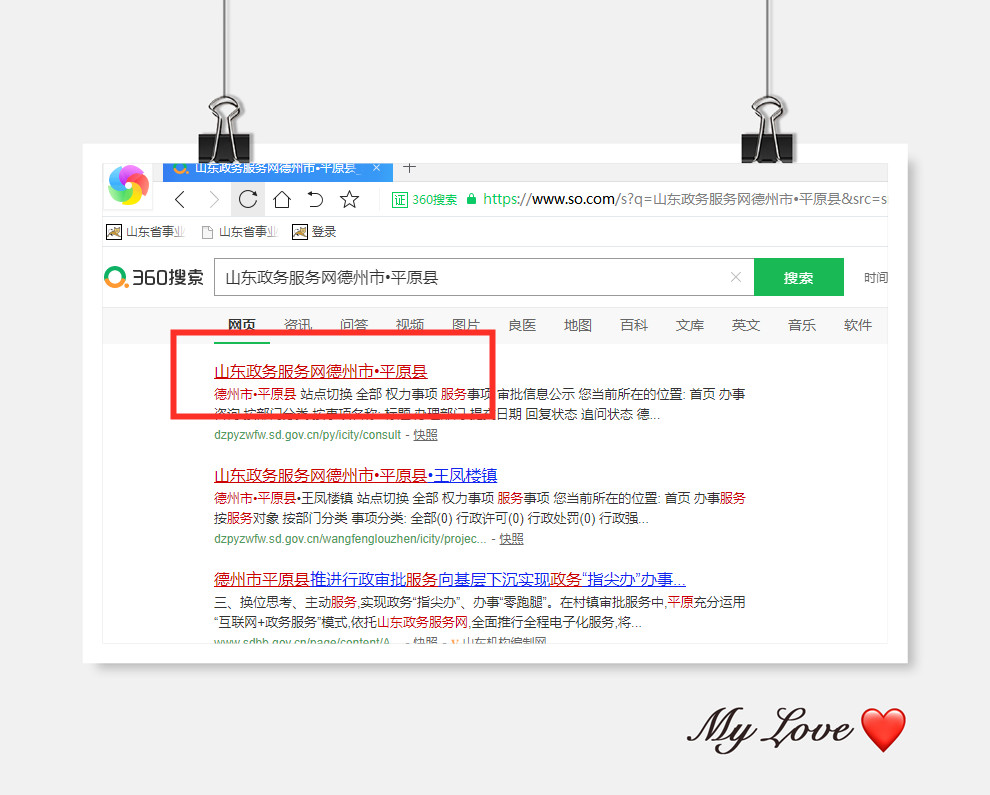 山东政务服务网德州市•平原县_
360搜索 https://www.so.com/s?q=山东政务服务网德州市•平原县&src=s
山东省事业 山东省事业 登录
360搜索 山东政务服务网德州市•平原县 搜索 时间
网页 资讯 问答 视频 图片 良医 地图 百科 文库 英文 音乐 软件
山东政务服务网德州市•平原县
德州市•平原县 站点切换 全部 权力事项 服务事项 审批信息公示 您当前所在的位置: 首页 办事
咨询 按部门分类 按事项名称: 标题 办理部门 提交日期 回复状态 追问状态 德...
dzpyzwfw.sd.gov.cn/py/icity/consult - 快照
山东政务服务网德州市•平原县•王凤楼镇
德州市•平原县•王凤楼镇 站点切换 全部 权力事项 服务事项 您当前所在的位置: 首页 办事服务
按服务对象 按部门分类 事项分类: 全部(0) 行政许可(0) 行政处罚(0) 行政强...
dzpyzwfw.sd.gov.cn/wangfenglouzhen/icity/projec... - 快照
德州市平原县推进行政审批服务向基层下沉实现政务“指尖办”办事...
三、换位思考、主动服务,实现政务“指尖办”、办事“零跑腿”。在村镇审批服务中,平原充分运用
“互联网+政务服务”模式,依托山东政务服务网,全面推行全程电子化服务,将...
www.sdbb.gov.cn/page/content/A... - 快照 - 山东机构编制网
My Love